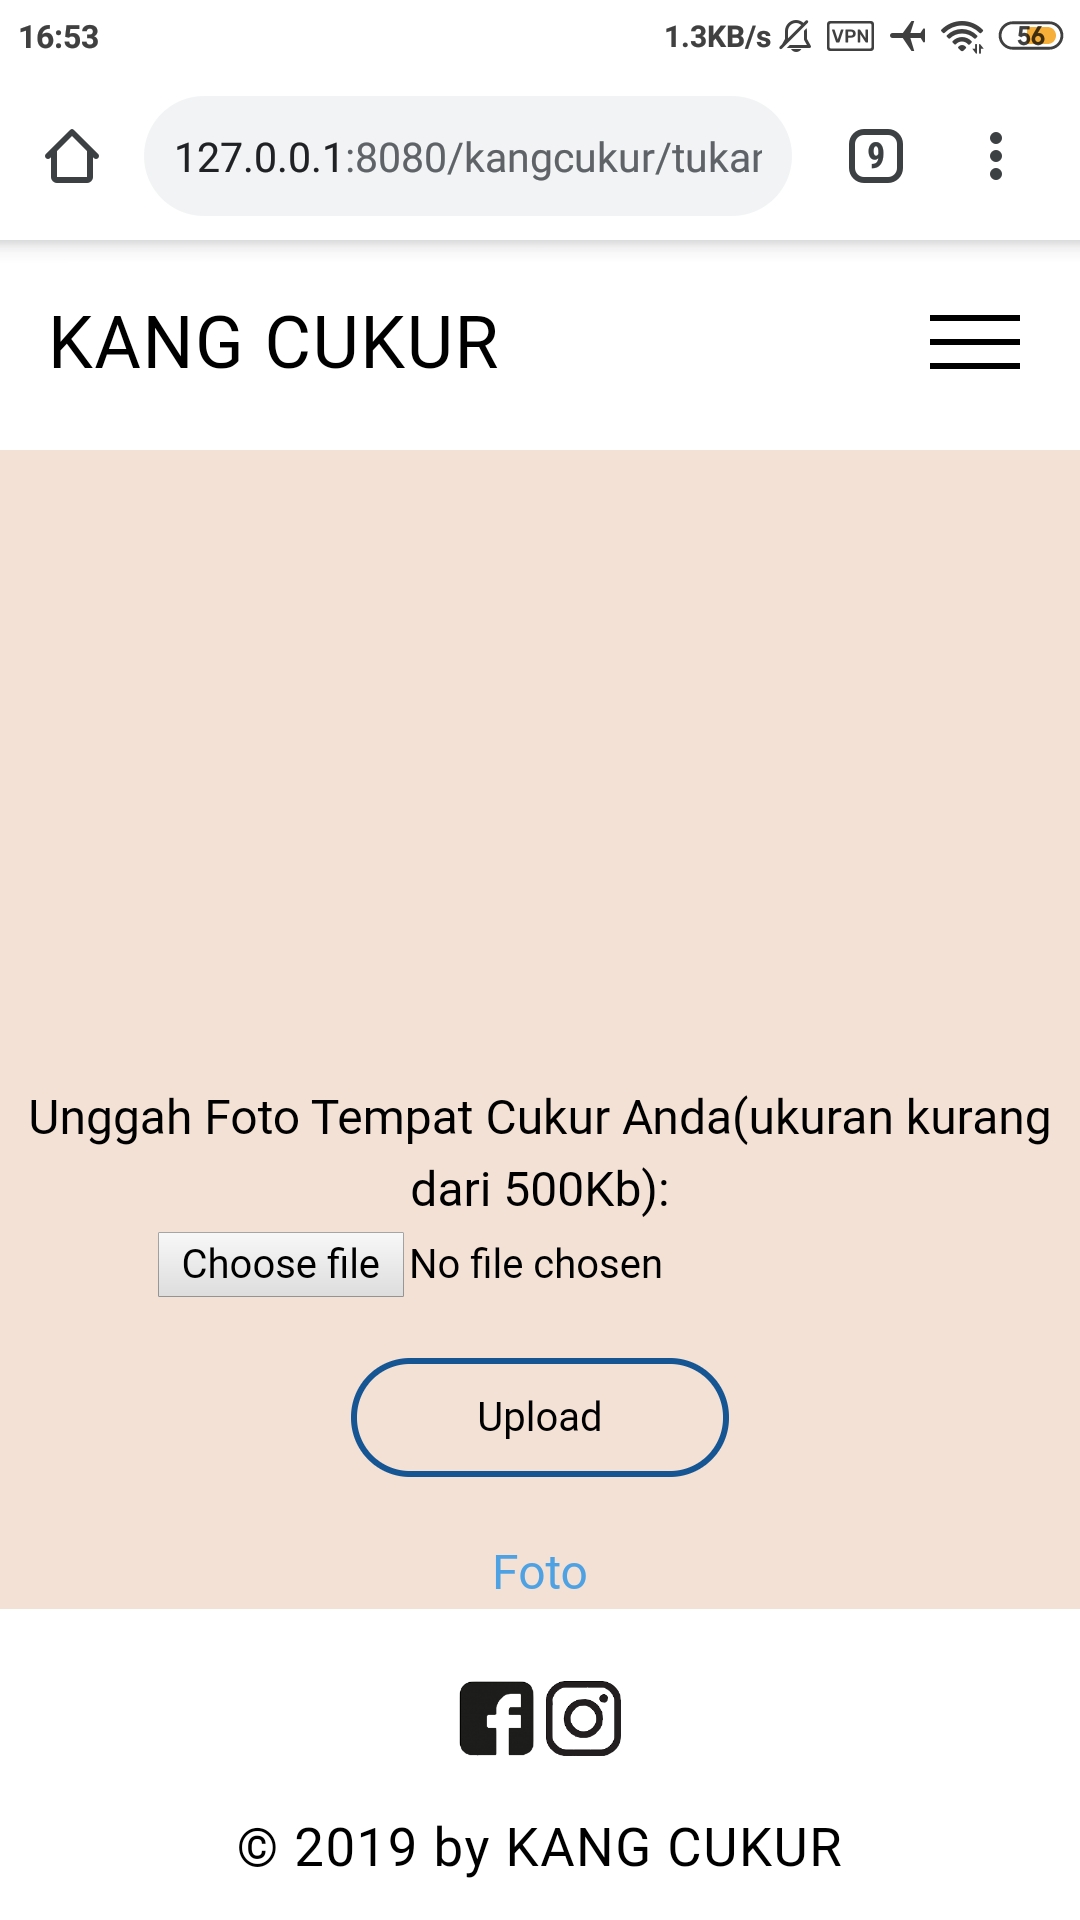 16:53
1.3KB/s VPN 56
127.0.0.1:8080/kangcukur/tukar
9
KANG CUKUR
Unggah Foto Tempat Cukur Anda(ukuran kurang
dari 500Kb):
Choose file No file chosen
Upload
Foto
© 2019 by KANG CUKUR